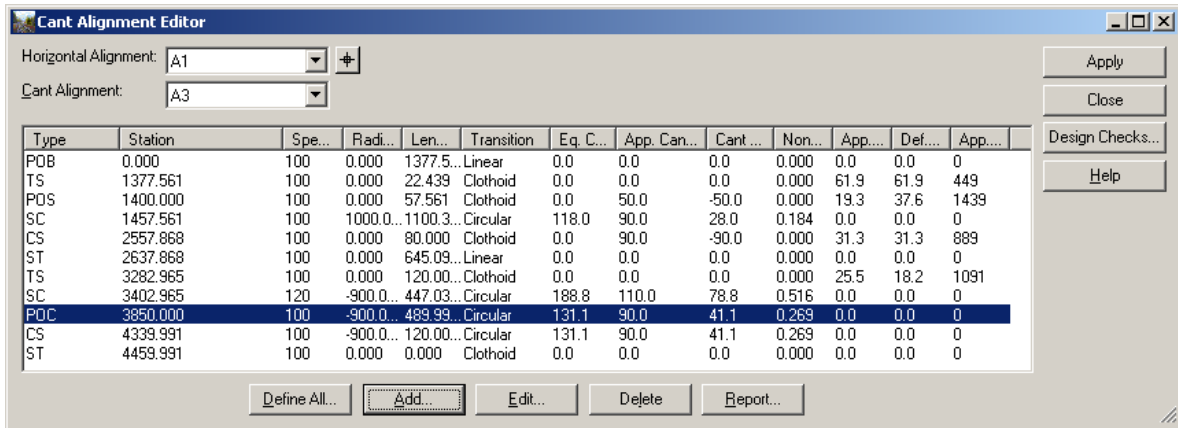 Cant Alignment Editor
Horizontal Alignment: A1
Apply
Cant Alignment: A3
Close
Type Station Spe... Radi... Len... Transition Eq. C... App. Can... Cant ... Non... App.... Def.... App....
Design Checks...
POB 0.000 100 0.000 1377.5... Linear 0.0 0.0 0.0 0.000 0.0 0.0 0
TS 1377.561 100 0.000 22.439 Clothoid 0.0 0.0 0.0 0.000 61.9 61.9 449
Help
POS 1400.000 100 0.000 57.561 Clothoid 0.0 50.0 -50.0 0.000 19.3 37.6 1439
SC 1457.561 100 1000.0... 1100.3... Circular 118.0 90.0 28.0 0.184 0.0 0.0 0
CS 2557.868 100 0.000 80.000 Clothoid 0.0 90.0 -90.0 0.000 31.3 31.3 889
ST 2637.868 100 0.000 645.09... Linear 0.0 0.0 0.0 0.000 0.0 0.0 0
TS 3282.965 100 0.000 120.00... Clothoid 0.0 0.0 0.0 0.000 25.5 18.2 1091
SC 3402.965 120 -900.0... 447.03... Circular 188.8 110.0 78.8 0.516 0.0 0.0 0
POC 3850.000 100 -900.0... 489.99... Circular 131.1 90.0 41.1 0.269 0.0 0.0 0
CS 4339.991 100 -900.0... 120.00... Circular 131.1 90.0 41.1 0.269 0.0 0.0 0
ST 4459.991 100 0.000 0.000 Clothoid 0.0 0.0 0.0 0.000 0.0 0.0 0
Define All... Add... Edit... Delete Report...